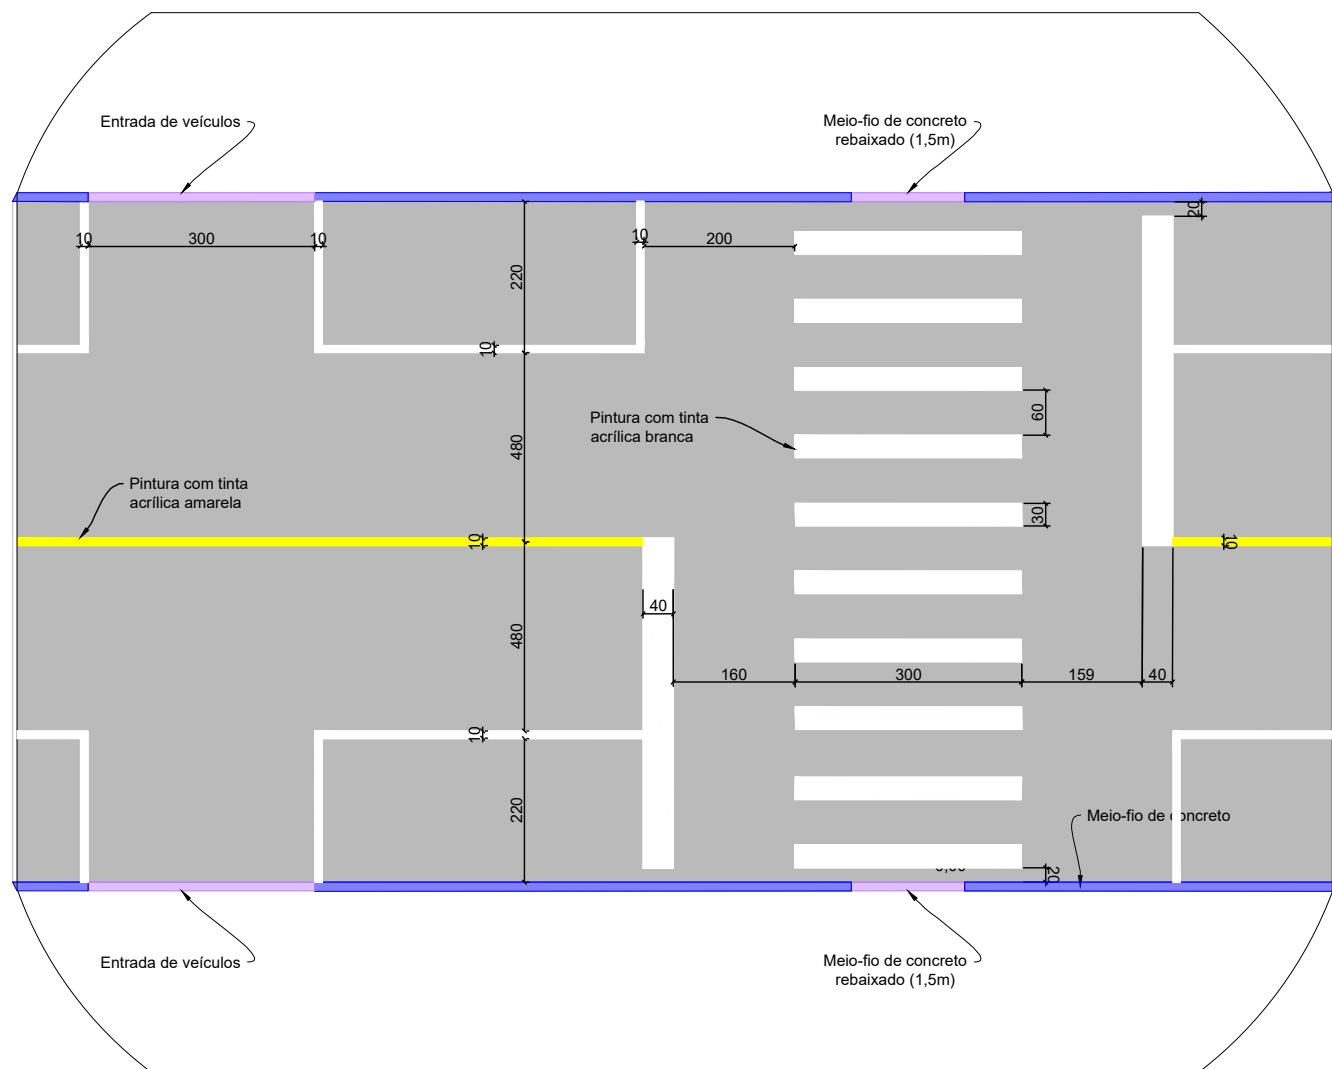 Entrada de veículos
Meio-fio de concreto
rebaixado (1,5m)
20
10
300
10
10
200
220
10
60
Pintura com tinta
acrílica branca
480
Pintura com tinta
acrílica amarela
30
10
10
40
480
160
300
159
40
10
220
Meio-fio de concreto
20
Entrada de veículos
Meio-fio de concreto
rebaixado (1,5m)